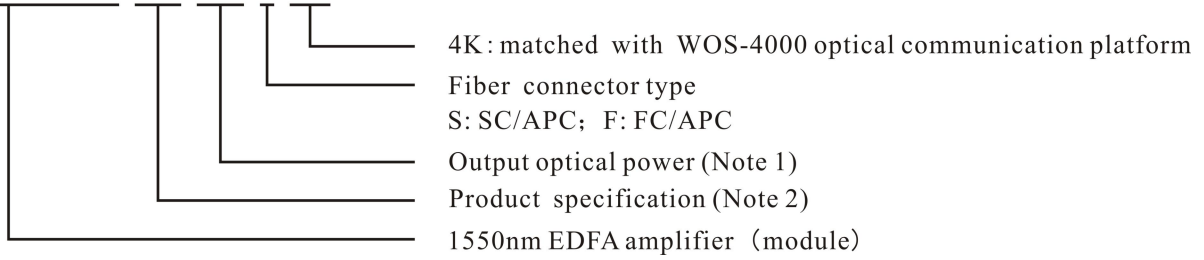 4K: matched with WOS-4000 optical communication platform
Fiber connector type
S: SC/APC；F: FC/APC
Output optical power (Note 1)
Product specification (Note 2)
1550nm EDFA amplifier（module）